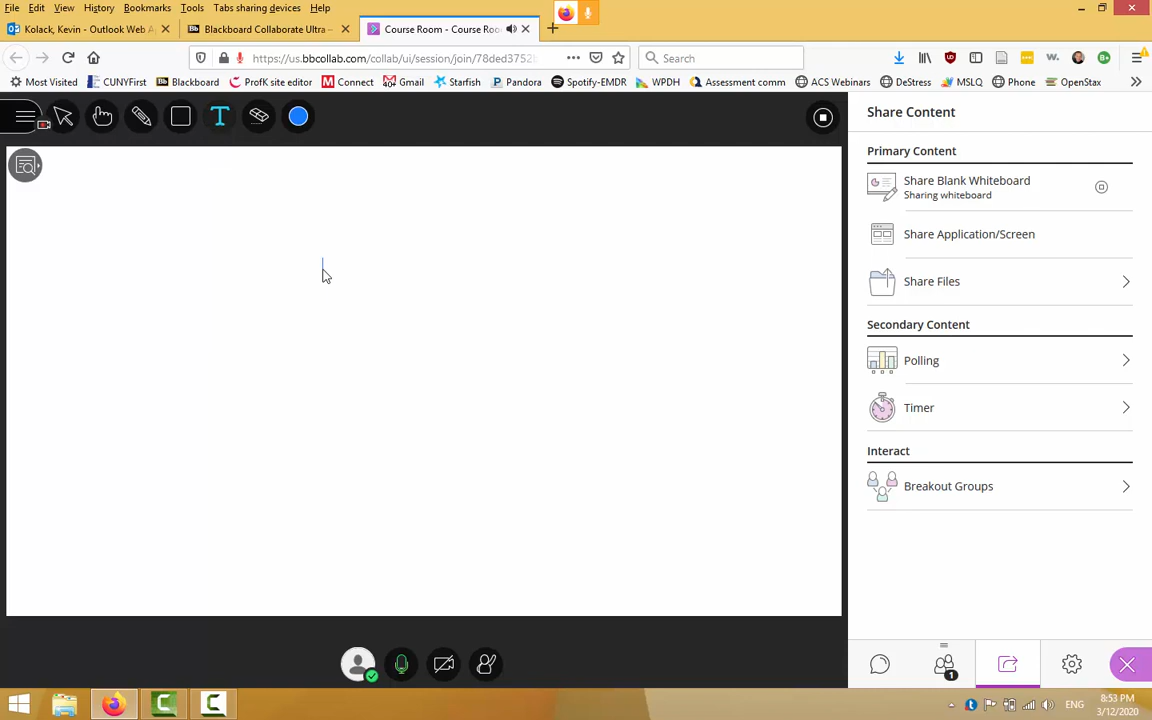 File Edit View History Bookmarks Tools Tabs sharing devices Help
Kolack, Kevin - Outlook Web A
Bb Blackboard Collaborate Ultra -
Course Room - Course Roo
https://us.bbcollab.com/collab/ui/session/join/78ded3752
Search
Most Visited CUNYFirst Bb Blackboard ProfK site editor M Connect Gmail Starfish Pandora Spotify-EMDR WPDH Assessment comm ACS Webinars DeStress MSLQ Phone OpenStax
T
Share Content
Primary Content
Share Blank Whiteboard
Sharing whiteboard
Share Application/Screen
Share Files
Secondary Content
Polling
Timer
Interact
Breakout Groups
1
ENG
8:53 PM
3/12/2020